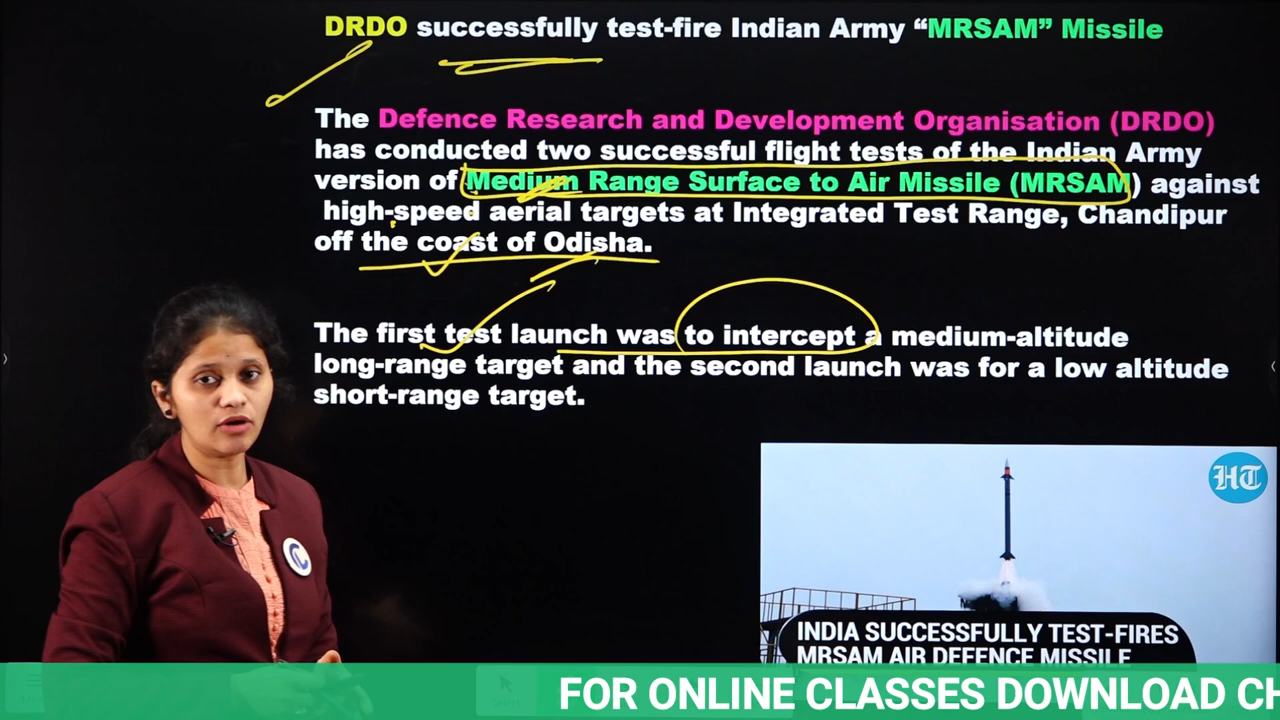 DRDO successfully test-fire Indian Army “MRSAM” Missile
The Defence Research and Development Organisation (DRDO)
has conducted two successful flight tests of the Indian Army
version of Medium Range Surface to Air Missile (MRSAM) against
high-speed aerial targets at Integrated Test Range, Chandipur
off the coast of Odisha.
The first test launch was to intercept a medium-altitude
long-range target and the second launch was for a low altitude
short-range target.
HT
INDIA SUCCESSFULLY TEST-FIRES
MRSAM AIR DEFENCE MISSILE
FOR ONLINE CLASSES DOWNLOAD CH